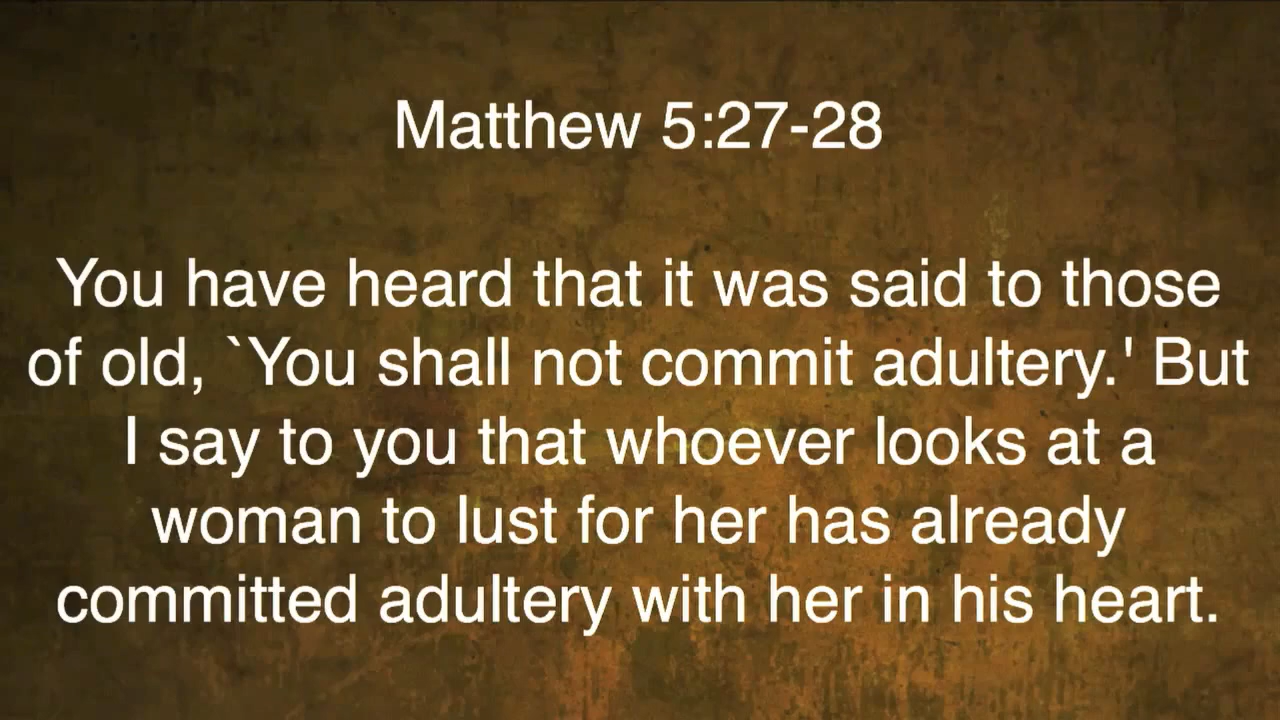 Matthew 5:27-28
You have heard that it was said to those
of old, `You shall not commit adultery.' But
I say to you that whoever looks at a
woman to lust for her has already
committed adultery with her in his heart.